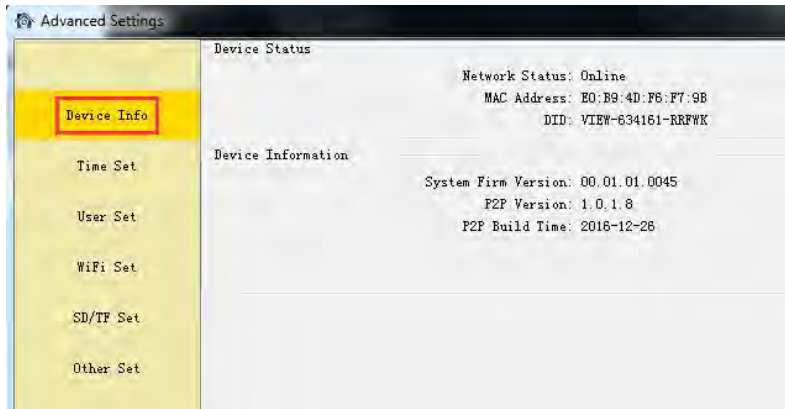 Advanced Settings
Device Status
Network Status: Online
MAC Address: E0:B9:4D:F6:F7:9B
Device Info
DID: VIEW-634161-RRFWK
Time Set
Device Information
System Firm Version: 00.01.01.0045
P2P Version: 1.0.1.8
User Set
P2P Build Time: 2016-12-26
WiFi Set
SD/TF Set
Other Set